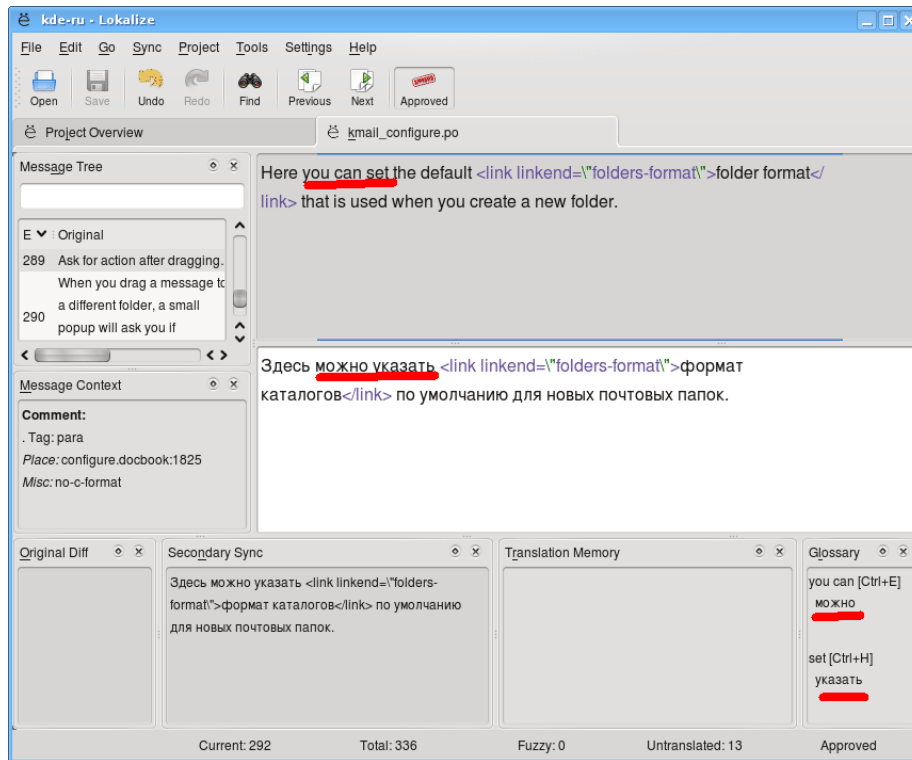 kde-ru - Lokalize
File Edit Go Sync Project Tools Settings Help
Open Save Undo Redo Find Previous Next Approved
Project Overview
kmail_configure.po
Message Tree
E Original
289 Ask for action after dragging.
When you drag a message to
a different folder, a small
290
popup will ask you if
Message Context
Comment:
. Tag: para
Place: configure.docbook:1825
Misc: no-c-format
Here you can set the default <link linkend=\"folders-format\">folder format</
link> that is used when you create a new folder.
Здесь можно указать <link linkend=\"folders-format\">формат
каталогов</link> по умолчанию для новых почтовых папок.
Original Diff
Secondary Sync
Здесь можно указать <link linkend=\"folders-
format\">формат каталогов</link> по умолчанию
для новых почтовых папок.
Translation Memory
Glossary
you can [Ctrl+E]
можно
set [Ctrl+H]
указать
Current: 292 Total: 336 Fuzzy: 0 Untranslated: 13 Approved